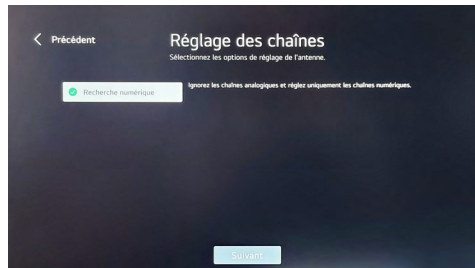 Précédent
Réglage des chaînes
Sélectionnez les options de réglage de l'antenne.
Recherche numérique
Ignorez les chaînes analogiques et réglez uniquement les chaînes numériques.
Suivant